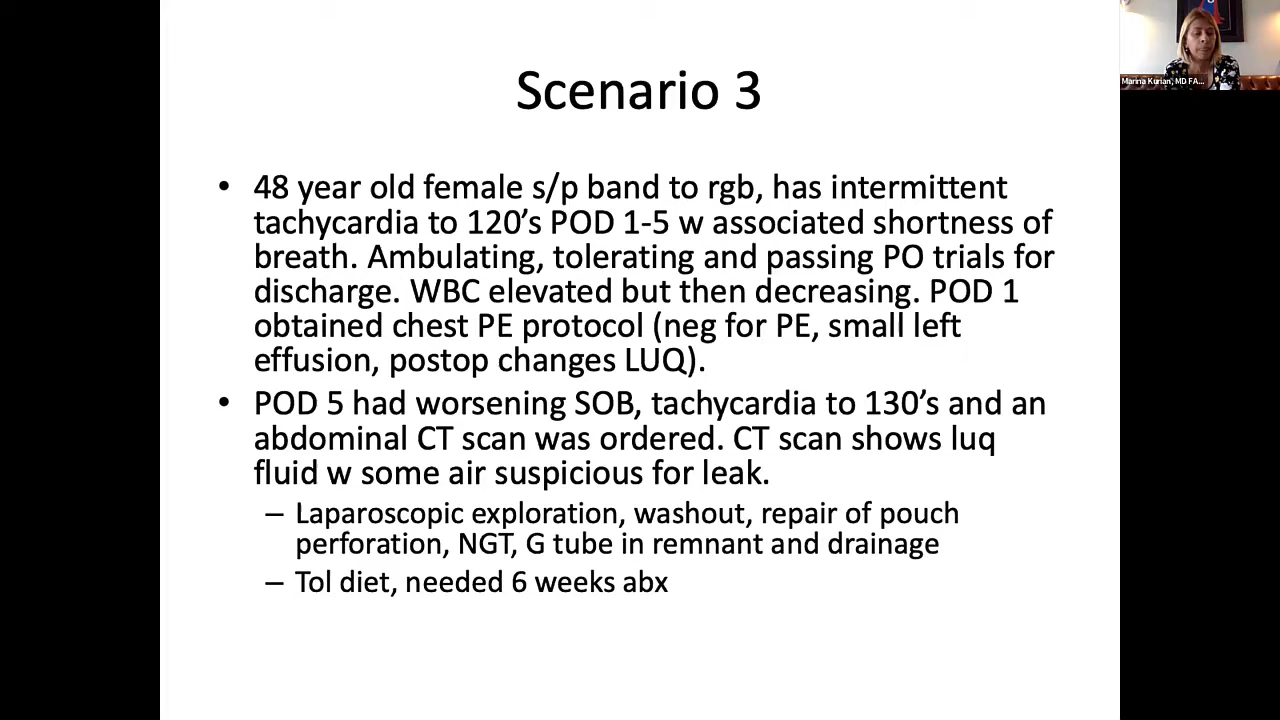 Scenario 3
Marina Kurian, MD FA...
• 48 year old female s/p band to rgb, has intermittent
tachycardia to 120’s POD 1-5 w associated shortness of
breath. Ambulating, tolerating and passing PO trials for
discharge. WBC elevated but then decreasing. POD 1
obtained chest PE protocol (neg for PE, small left
effusion, postop changes LUQ).
• POD 5 had worsening SOB, tachycardia to 130’s and an
abdominal CT scan was ordered. CT scan shows luq
fluid w some air suspicious for leak.
– Laparoscopic exploration, washout, repair of pouch
perforation, NGT, G tube in remnant and drainage
– Tol diet, needed 6 weeks abx